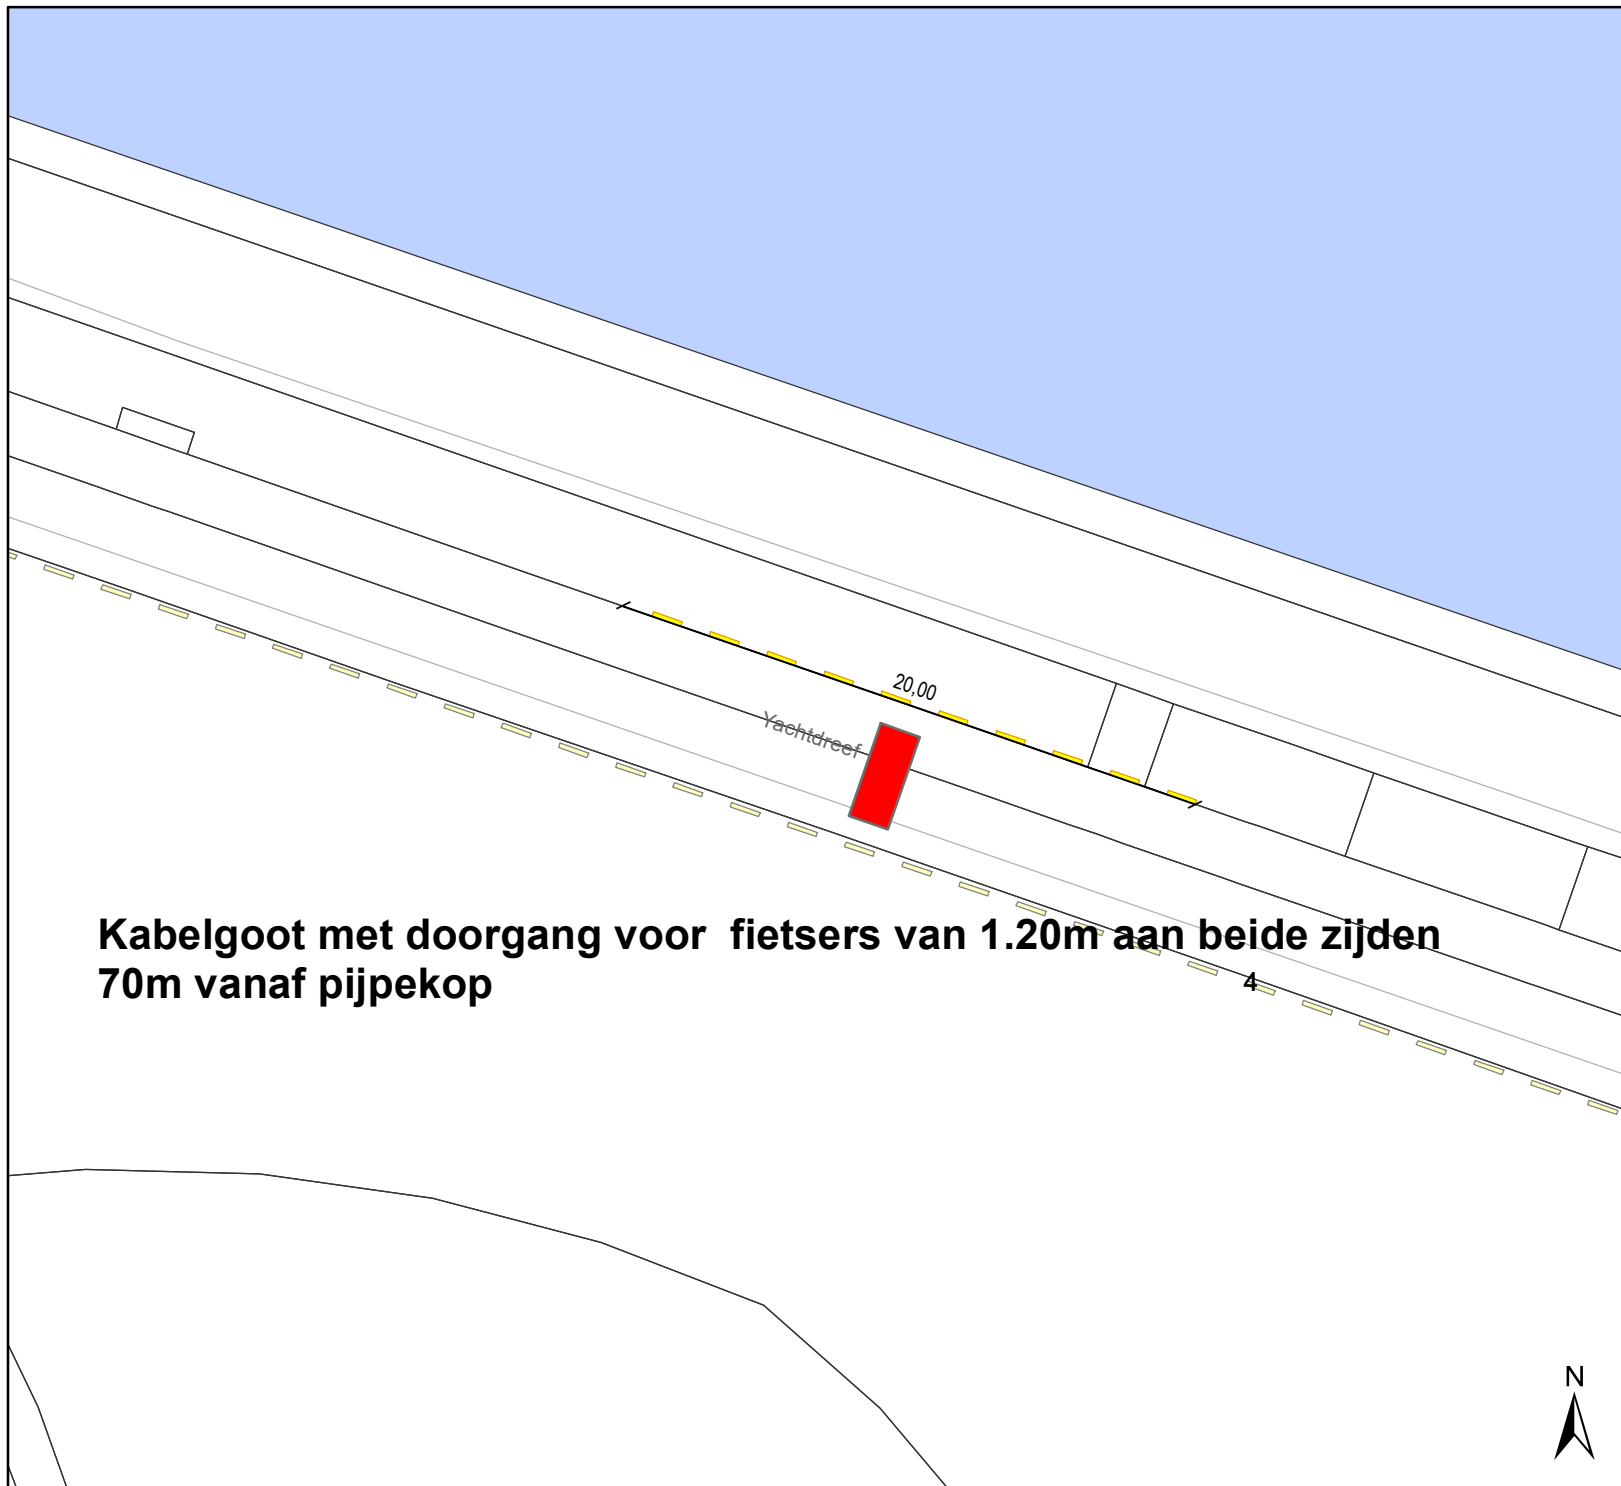 20,00
Yachtdreef
Kabelgoot met doorgang voor  fietsers van 1.20m aan beide zijden
70m vanaf pijpekop
4
N